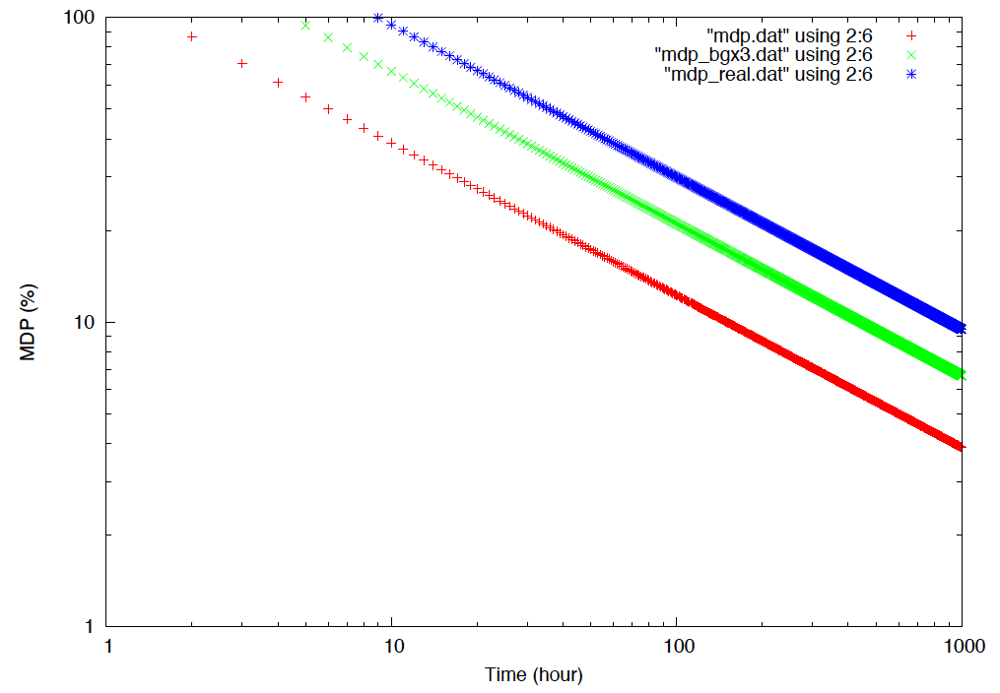 100
"mdp.dat" using 2:6
"mdp_bgx3.dat" using 2:6
"mdp_real.dat" using 2:6
MDP (%)
10
1
1 10 100 1000
Time (hour)